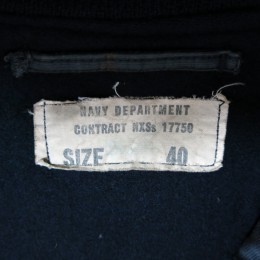 NAVY DEPARTMENT
CONTRACT NXSs 17750
SIZE 40